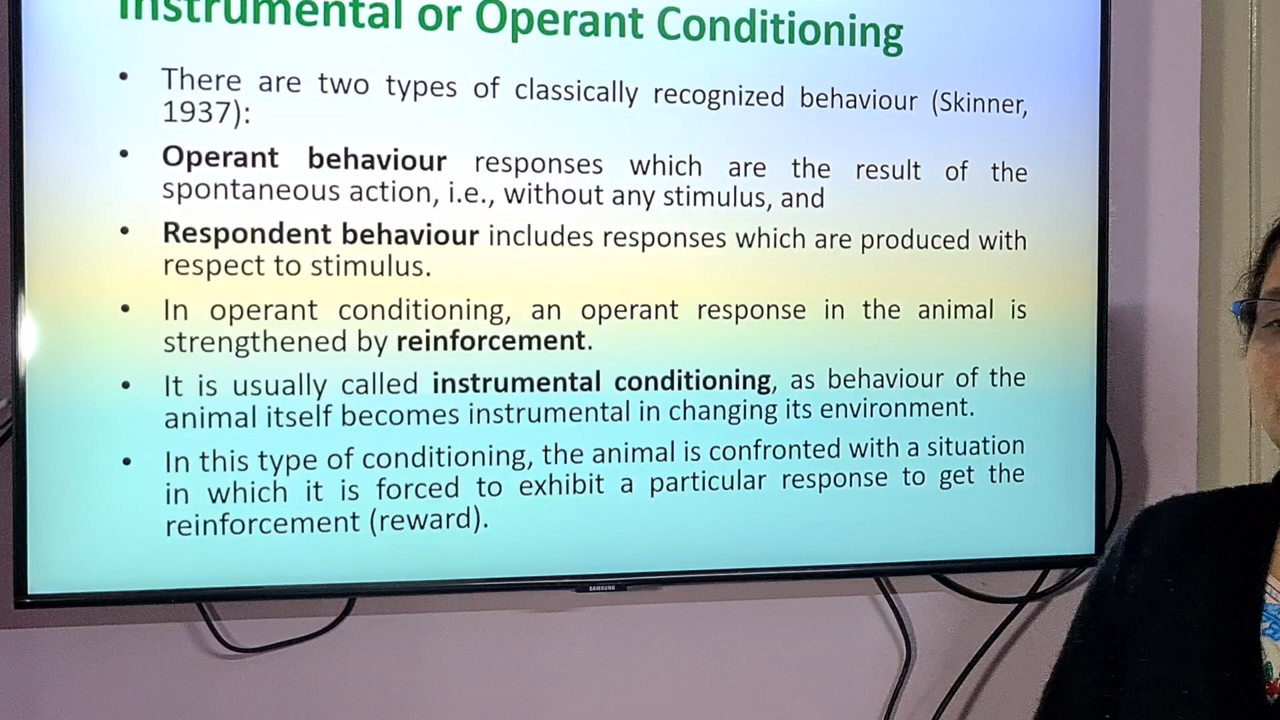 Instrumental or Operant Conditioning
• There are two types of classically recognized behaviour (Skinner,
1937):
• Operant behaviour responses which are the result of the
spontaneous action, i.e., without any stimulus, and
• Respondent behaviour includes responses which are produced with
respect to stimulus.
• In operant conditioning, an operant response in the animal is
strengthened by reinforcement.
• It is usually called instrumental conditioning, as behaviour of the
animal itself becomes instrumental in changing its environment.
• In this type of conditioning, the animal is confronted with a situation
in which it is forced to exhibit a particular response to get the
reinforcement (reward).
SAMSUNG